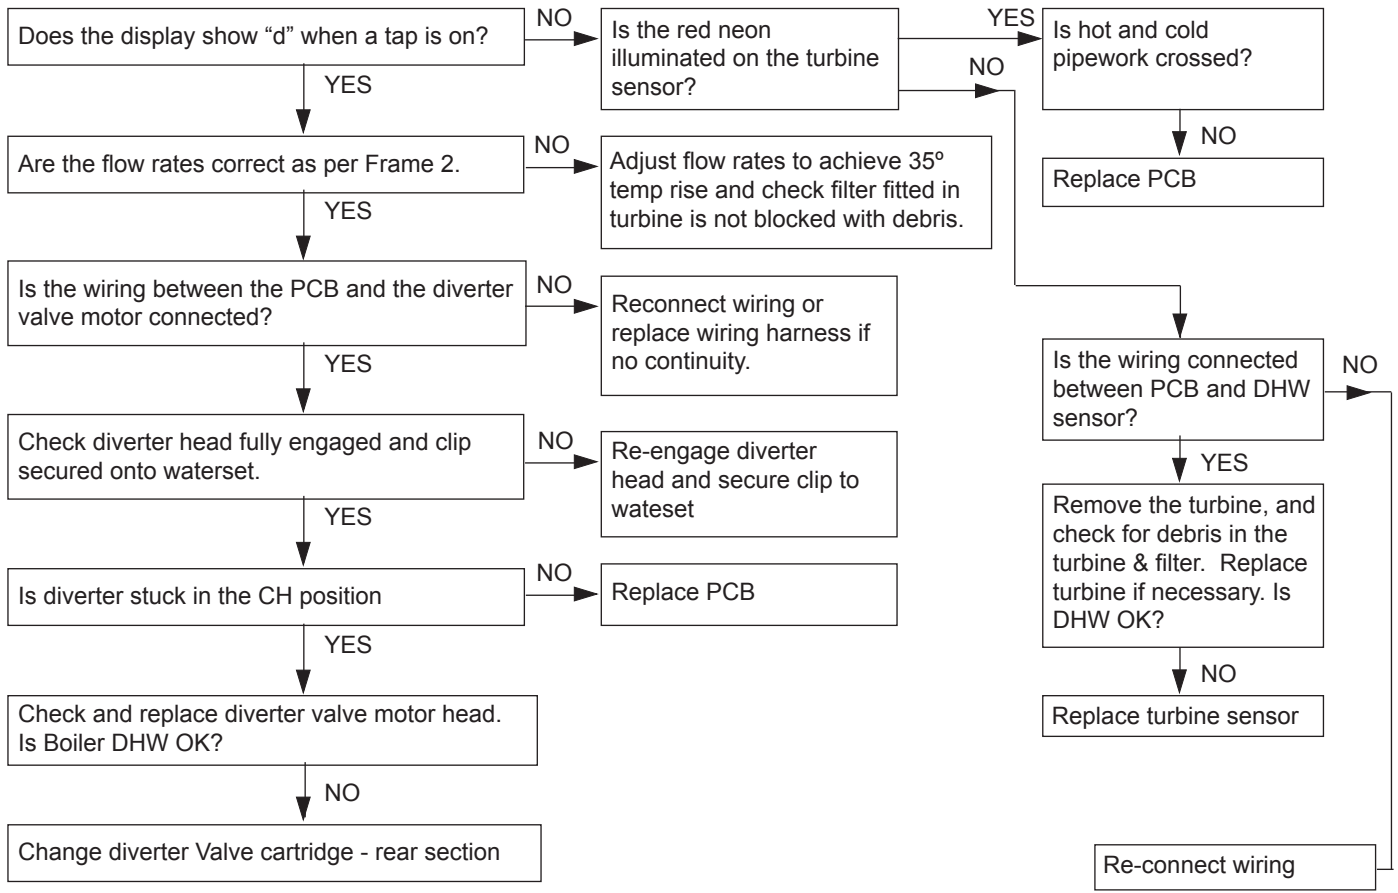 Does the display show “d” when a tap is on?
NO
Is the red neon
illuminated on the turbine
sensor?
YES
NO
Is hot and cold
pipework crossed?
NO
Replace PCB
YES
Are the flow rates correct as per Frame 2.
NO
Adjust flow rates to achieve 35º
temp rise and check filter fitted in
turbine is not blocked with debris.
YES
Is the wiring between the PCB and the diverter
valve motor connected?
NO
Reconnect wiring or
replace wiring harness if
no continuity.
Is the wiring connected
between PCB and DHW
sensor?
NO
YES
Check diverter head fully engaged and clip
secured onto waterset.
NO
Re-engage diverter
head and secure clip to
wateset
YES
Remove the turbine, and
check for debris in the
turbine & filter.  Replace
turbine if necessary. Is
DHW OK?
YES
Is diverter stuck in the CH position
NO
Replace PCB
NO
Replace turbine sensor
YES
Check and replace diverter valve motor head.
Is Boiler DHW OK?
NO
Change diverter Valve cartridge - rear section
Re-connect wiring